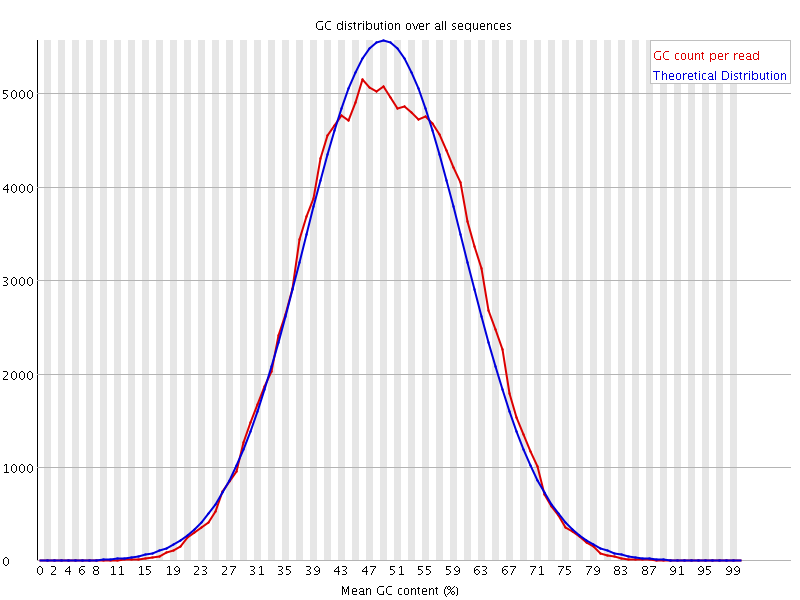 GC distribution over all sequences
GC count per read
Theoretical Distribution
5000
4000
3000
2000
1000
0
0 2 4 6 8 11 15 19 23 27 31 35 39 43 47 51 55 59 63 67 71 75 79 83 87 91 95 99
Mean GC content (%)